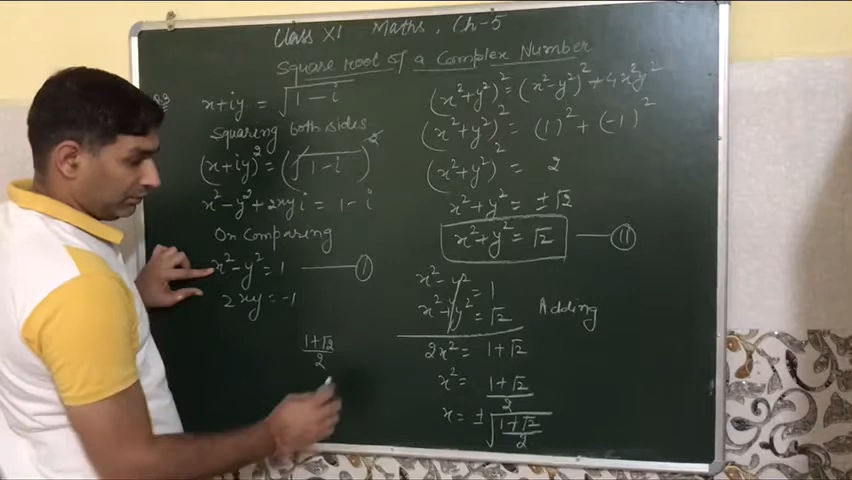 Class XI Maths, Ch-5
Square Root of a Complex Number
x+iy = √(1-i)
Squaring both sides
(x+iy)² = (√(1-i))²
x²-y²+2xyi = 1-i
On Comparing
x²-y² = 1 —— (I)
2xy = -1
(1+√2)/2
(x²+y²)² = (x²-y²)² + 4x²y²
(x²+y²)² = (1)² + (-1)²
(x²+y²)² = 2
x²+y² = ±√2
x²+y² = √2 —— (II)
x²-y² = 1
x²+y² = √2 Adding
2x² = 1+√2
x² = (1+√2)/2
x = ±√((1+√2)/2)